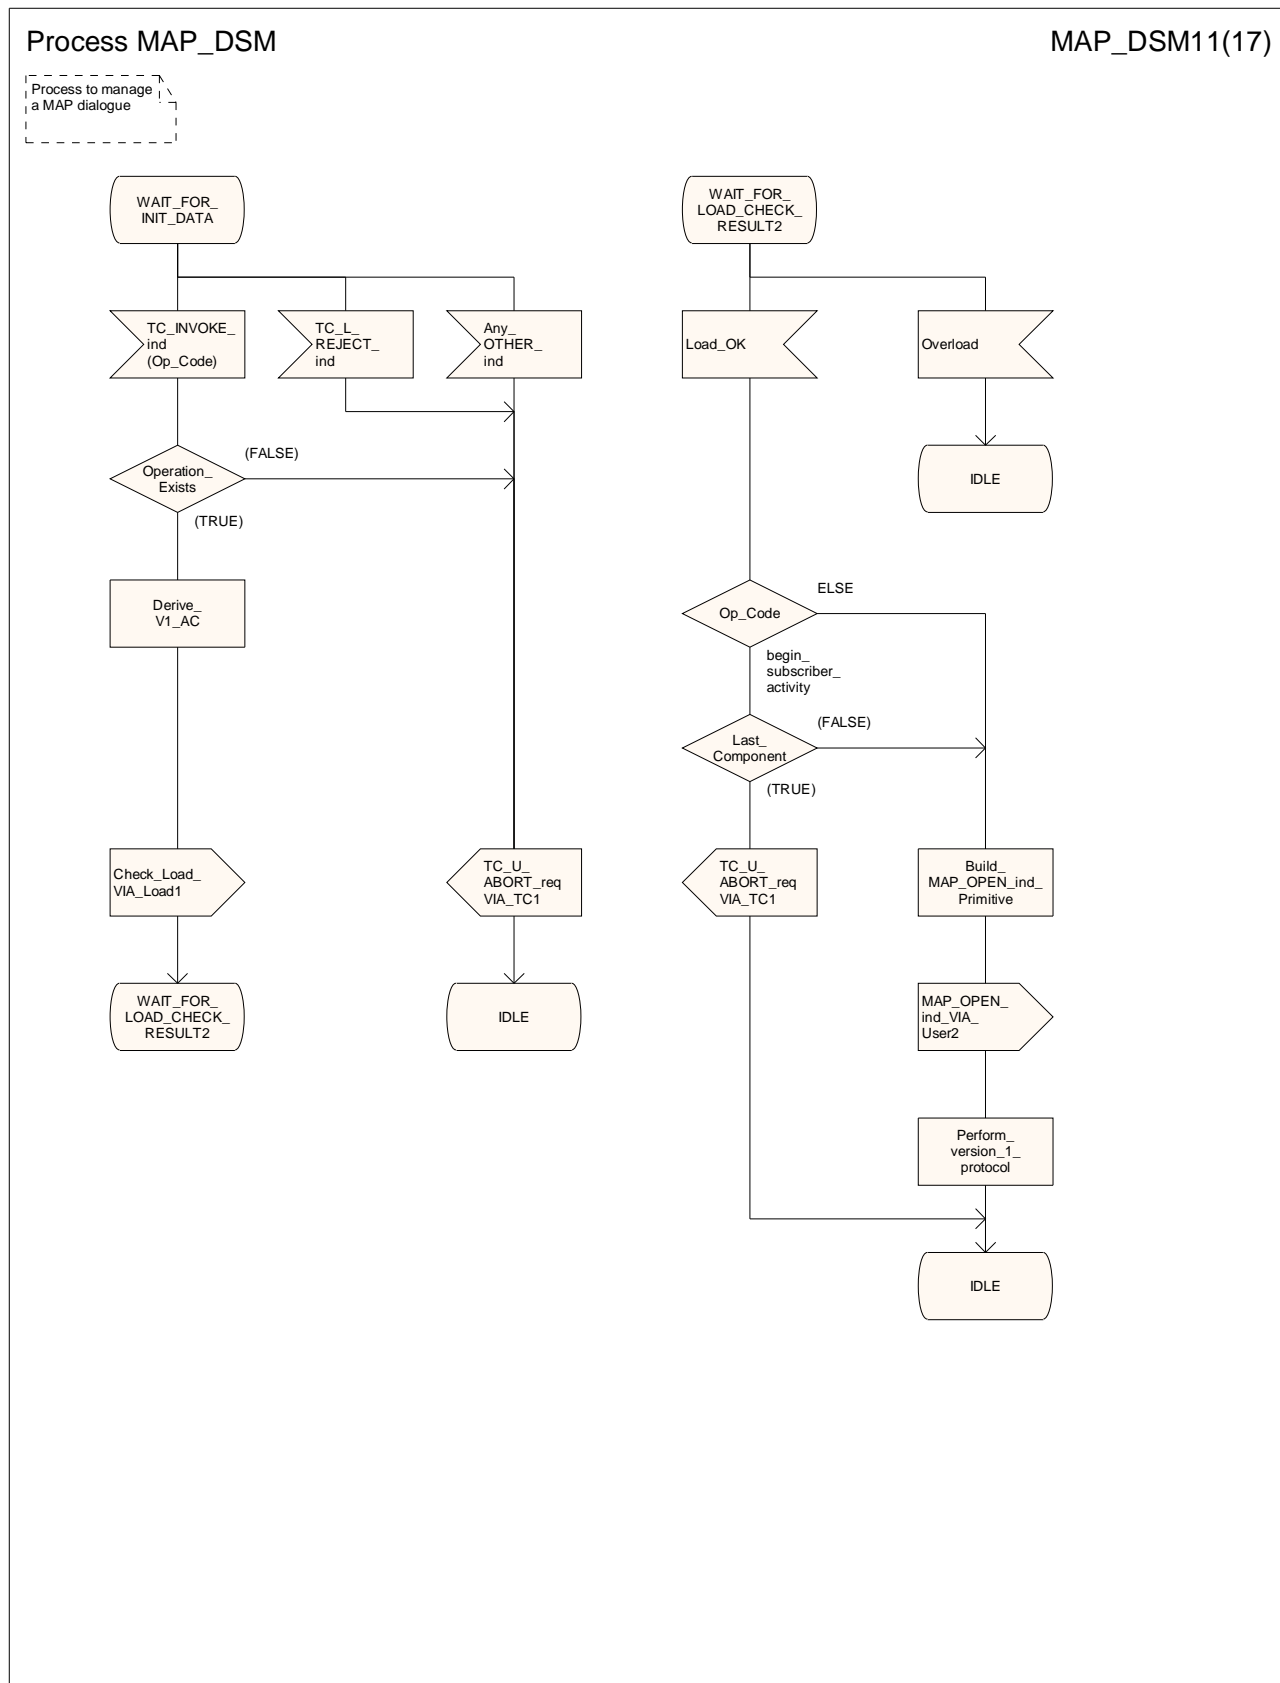 Process MAP_DSM
MAP_DSM11(17)
Process to manage
a MAP dialogue
WAIT_FOR_
INIT_DATA
TC_INVOKE_
ind
(Op_Code)
TC_L_
REJECT_
ind
Any_
OTHER_
ind
Operation_
Exists
(FALSE)
(TRUE)
Derive_
V1_AC
Check_Load_
VIA_Load1
TC_U_
ABORT_req
VIA_TC1
WAIT_FOR_
LOAD_CHECK_
RESULT2
IDLE
WAIT_FOR_
LOAD_CHECK_
RESULT2
Load_OK
Overload
IDLE
Op_Code
ELSE
begin_
subscriber_
activity
Last_
Component
(FALSE)
(TRUE)
TC_U_
ABORT_req
VIA_TC1
Build_
MAP_OPEN_ind_
Primitive
MAP_OPEN_
ind_VIA_
User2
Perform_
version_1_
protocol
IDLE